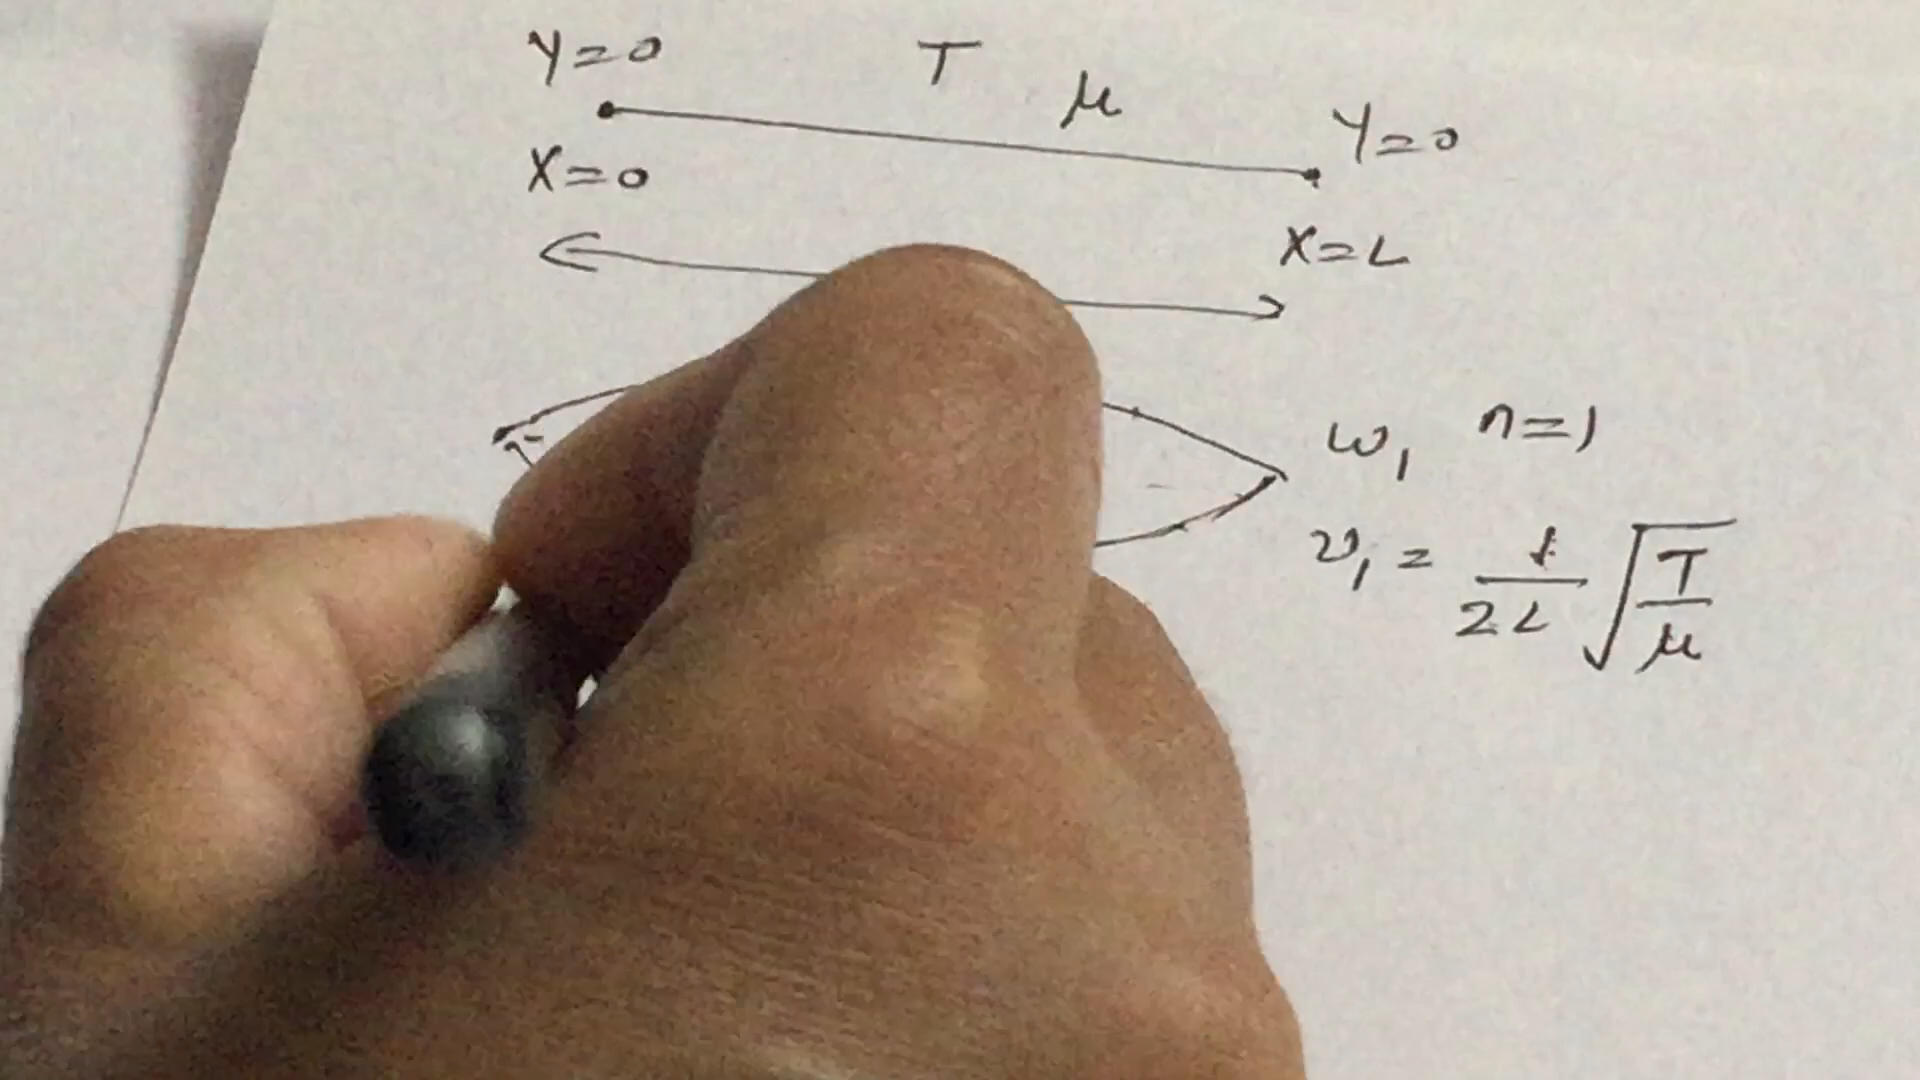 Y=0 T μ Y=0
X=0 X=L
ω₁ n=1
ν₁ = 1/2L √T/μ